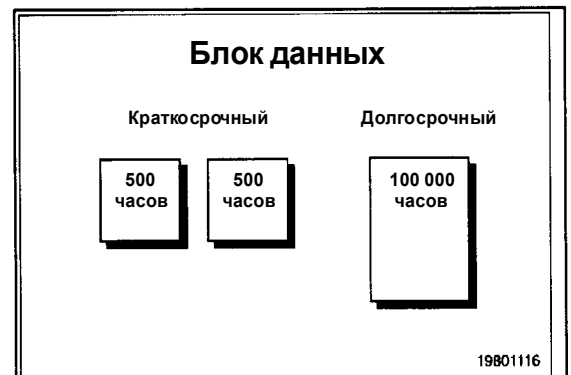 Блок данных
Краткосрочный Долгосрочный
500 500 100 000
часов часов часов
19801116